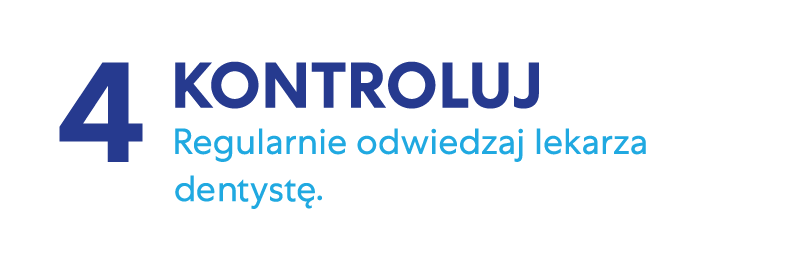 4 KONTROLUJ
Regularnie odwiedzaj lekarza
dentystę.